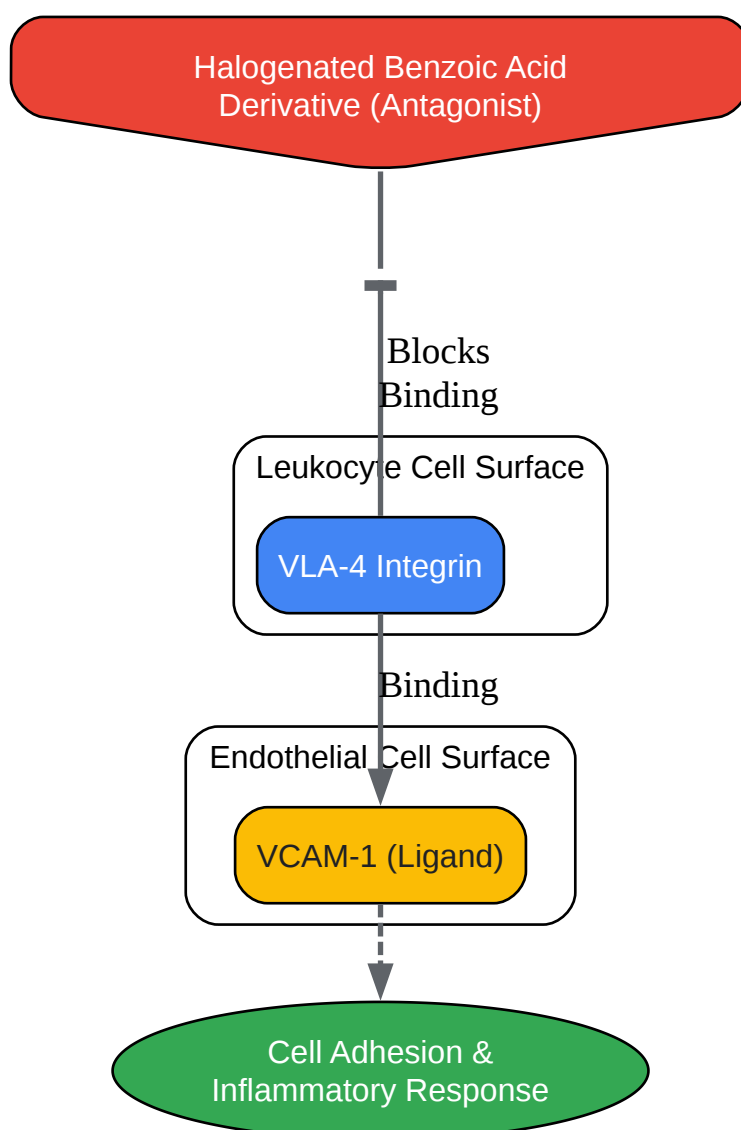 Halogenated Benzoic Acid
Derivative (Antagonist)
Blocks
Binding
Leukocyte Cell Surface
VLA-4 Integrin
Binding
Endothelial Cell Surface
VCAM-1 (Ligand)
Cell Adhesion &
Inflammatory Response